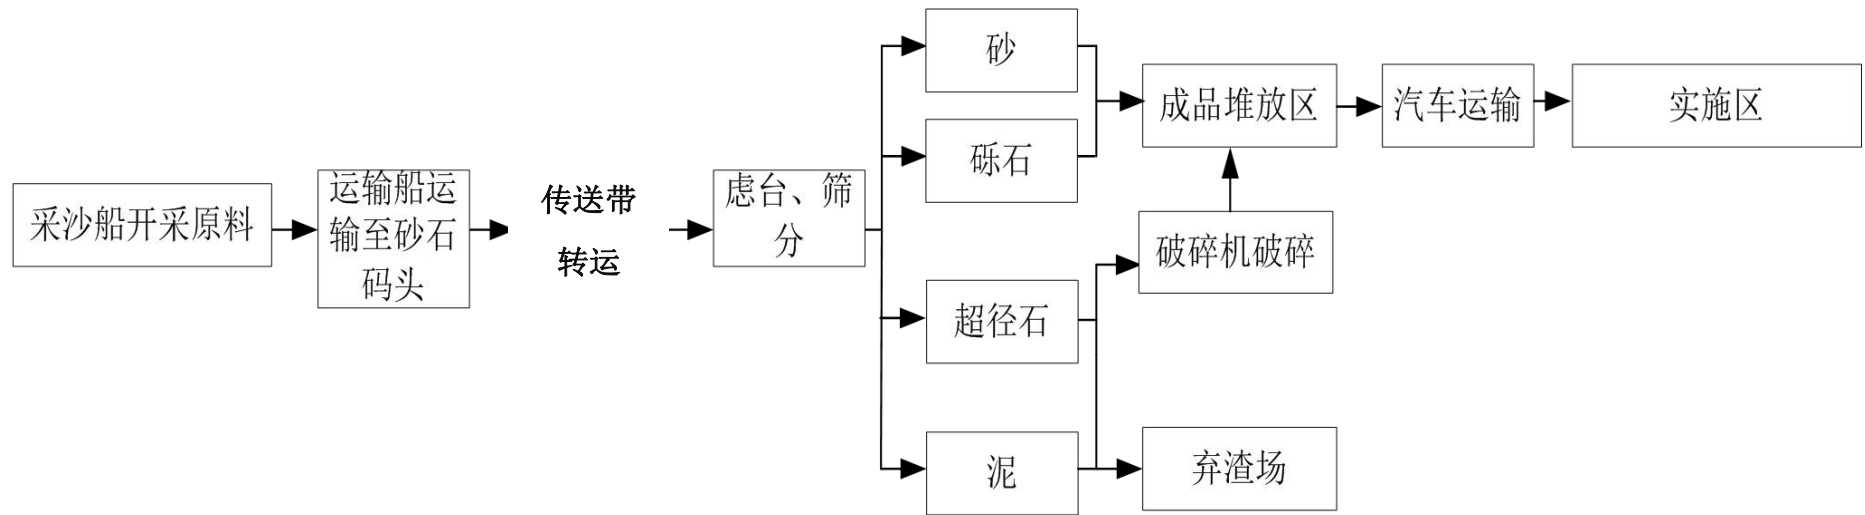 采沙船开采原料
运输船运
输至砂石
码头
传送带
转运
虑台、筛
分
砂
砾石
超径石
泥
成品堆放区
破碎机破碎
弃渣场
汽车运输
实施区